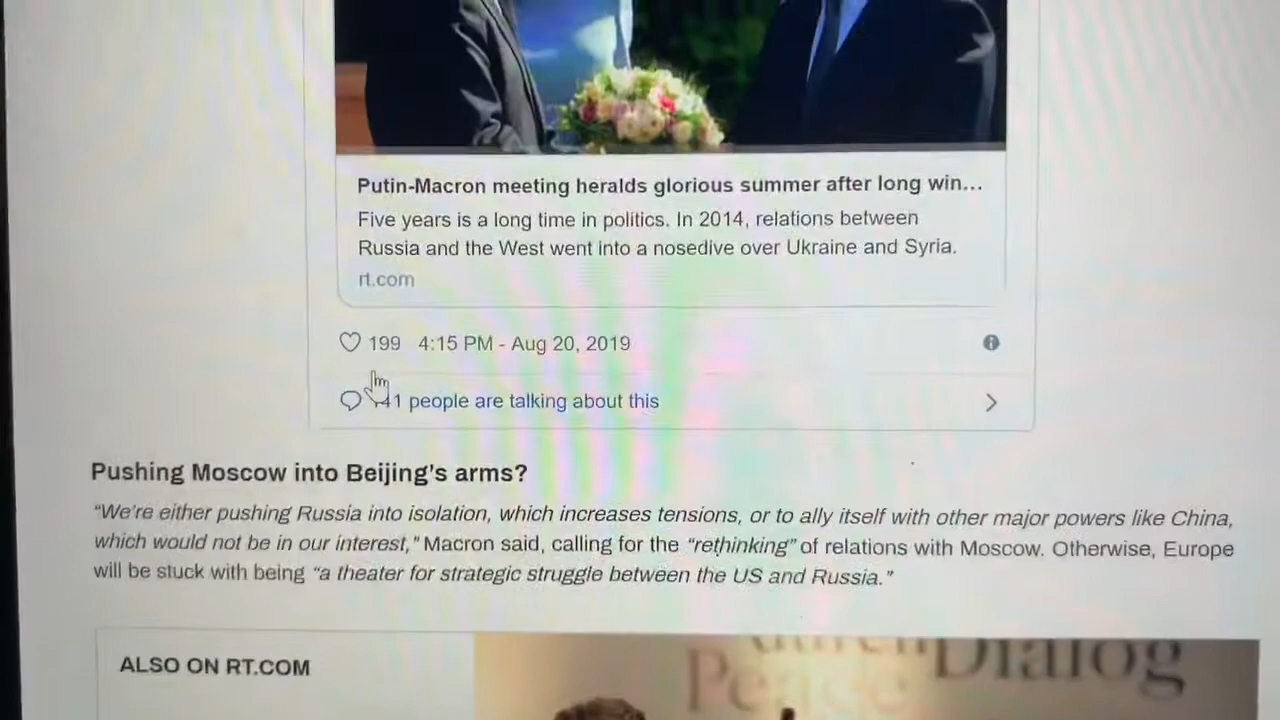 Putin-Macron meeting heralds glorious summer after long win...
Five years is a long time in politics. In 2014, relations between
Russia and the West went into a nosedive over Ukraine and Syria.
rt.com
199 4:15 PM - Aug 20, 2019
41 people are talking about this
Pushing Moscow into Beijing's arms?
"We're either pushing Russia into isolation, which increases tensions, or to ally itself with other major powers like China,
which would not be in our interest," Macron said, calling for the "rethinking" of relations with Moscow. Otherwise, Europe
will be stuck with being "a theater for strategic struggle between the US and Russia."
ALSO ON RT.COM
Dialog
Peace